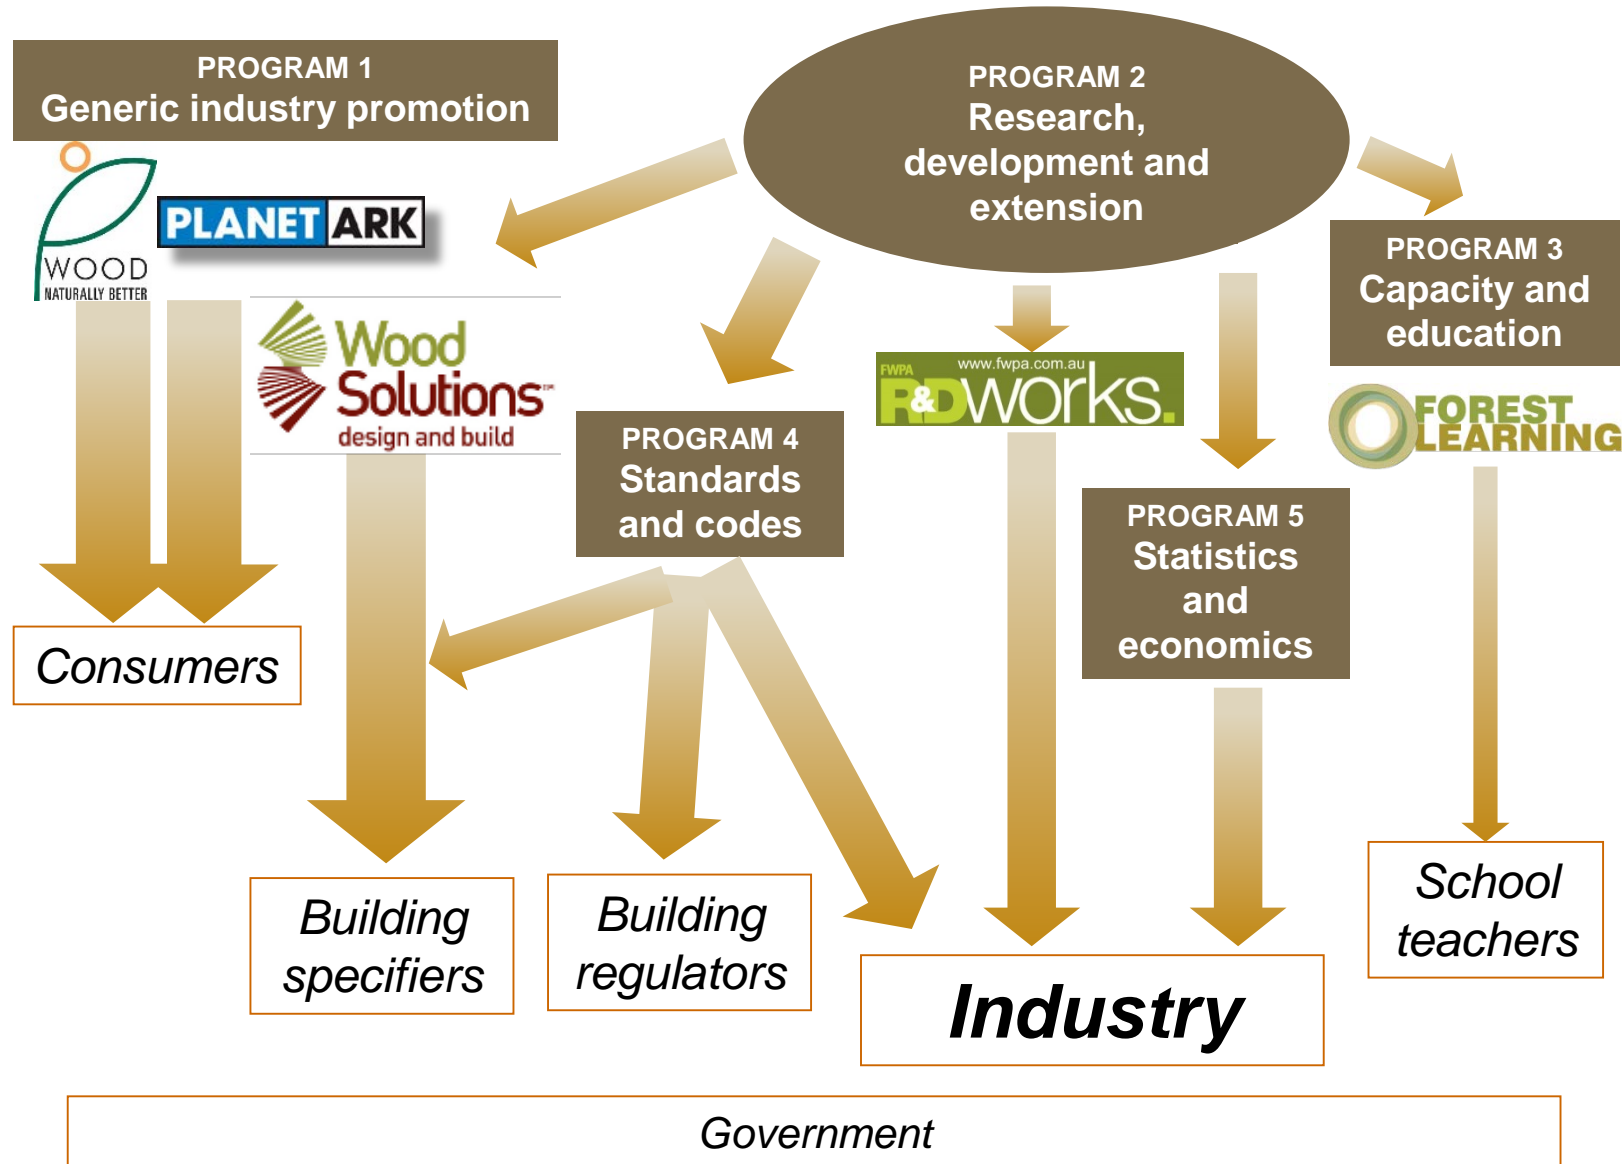 PROGRAM 1
Generic industry promotion
PROGRAM 2
Research,
development and
extension
PROGRAM 3
Capacity and
education
WOOD
NATURALLY BETTER
PLANET ARK
Wood
Solutions™
design and build
www.fwpa.com.au
FWPA
R&DWorks.
FOREST
LEARNING
PROGRAM 4
Standards
and codes
PROGRAM 5
Statistics
and
economics
Consumers
Building
specifiers
Building
regulators
Industry
School
teachers
Government